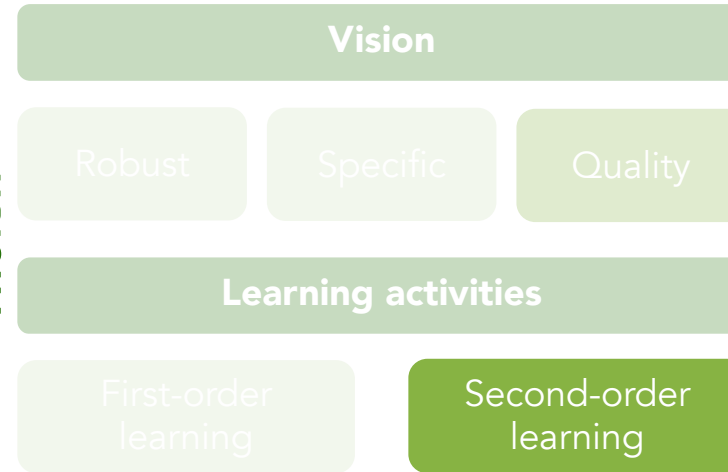 Vision
Robust
Specific
Quality
Learning activities
First-order
learning
Second-order
learning